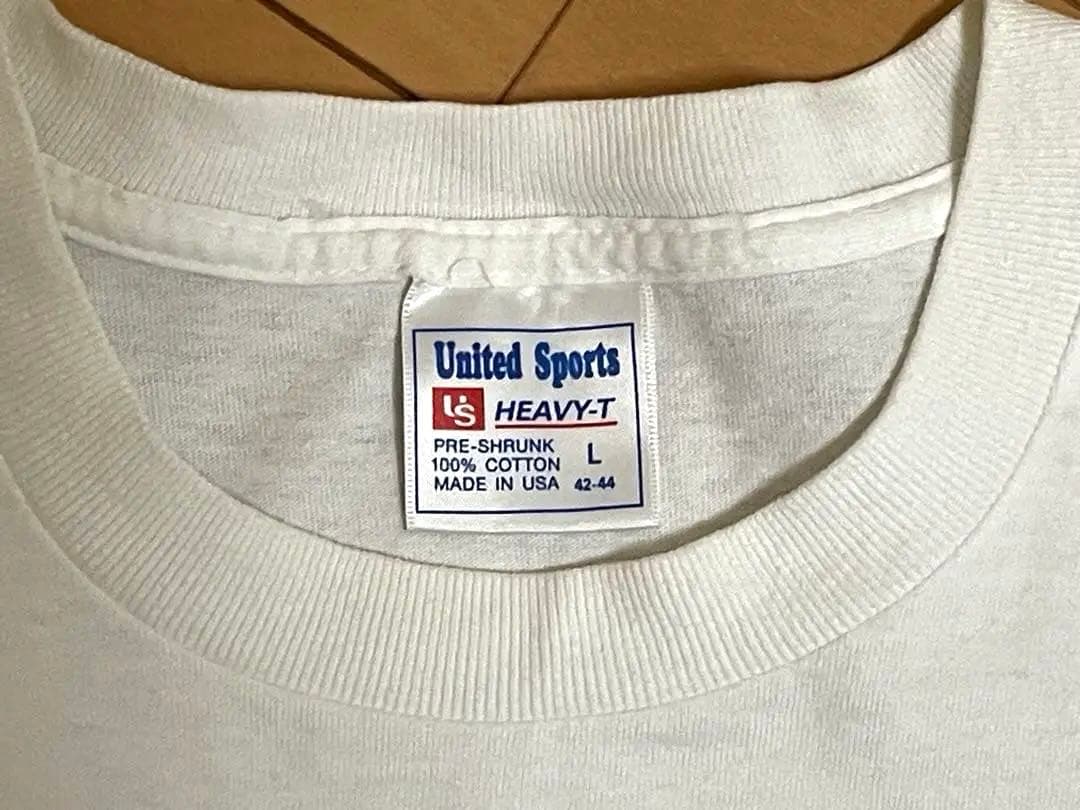 United Sports
US HEAVY-T
PRE-SHRUNK
100% COTTON L
MADE IN USA 42-44